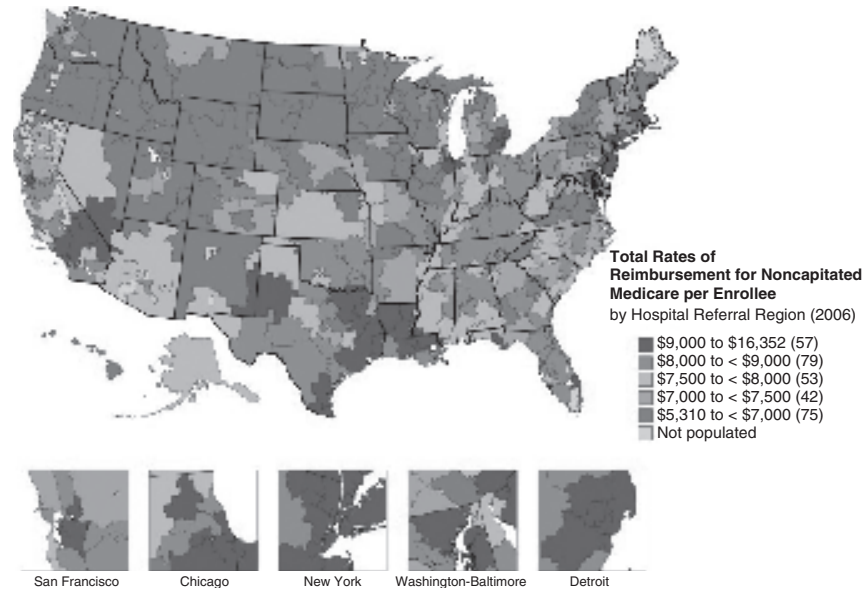 Total Rates of
Reimbursement for Noncapitated
Medicare per Enrollee
by Hospital Referral Region (2006)
$9,000 to $16,352 (57)
$8,000 to < $9,000 (79)
$7,500 to < $8,000 (53)
$7,000 to < $7,500 (42)
$5,310 to < $7,000 (75)
Not populated
San Francisco
Chicago
New York
Washington-Baltimore
Detroit